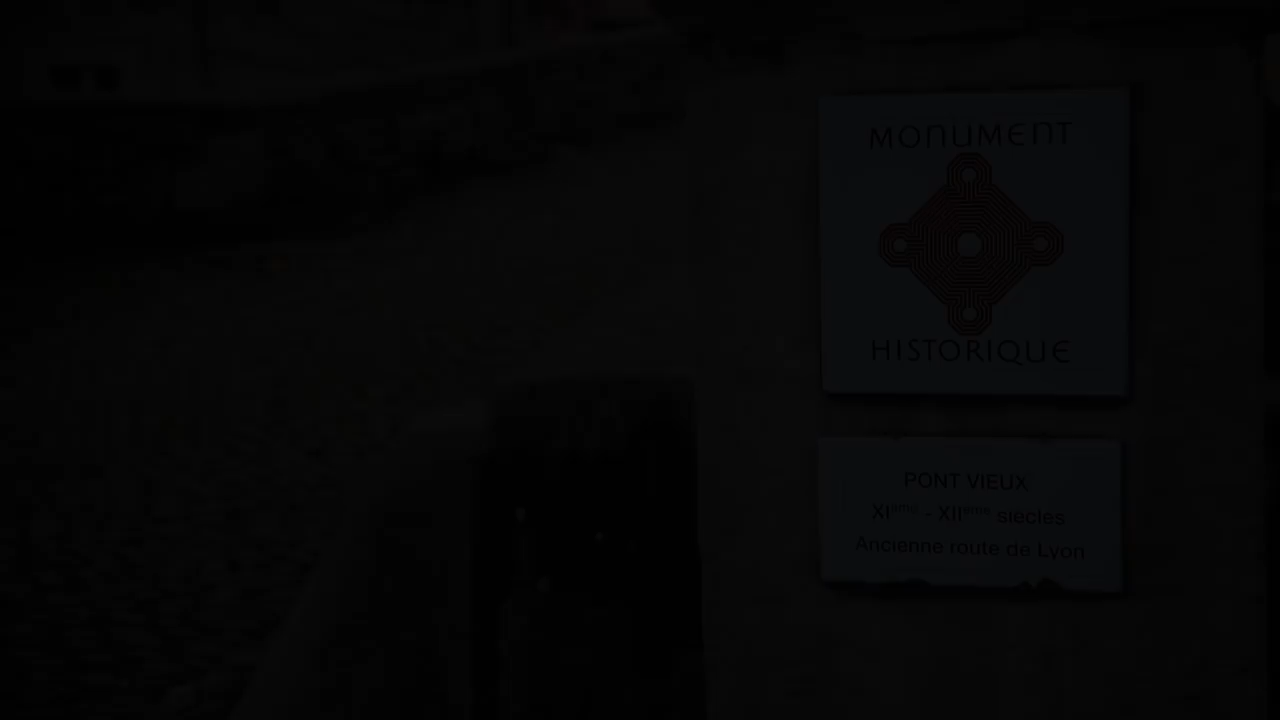 MONUMENT
HISTORIQUE
PONT VIEUX
XIème - XIIème siècles
Ancienne route de Lyon